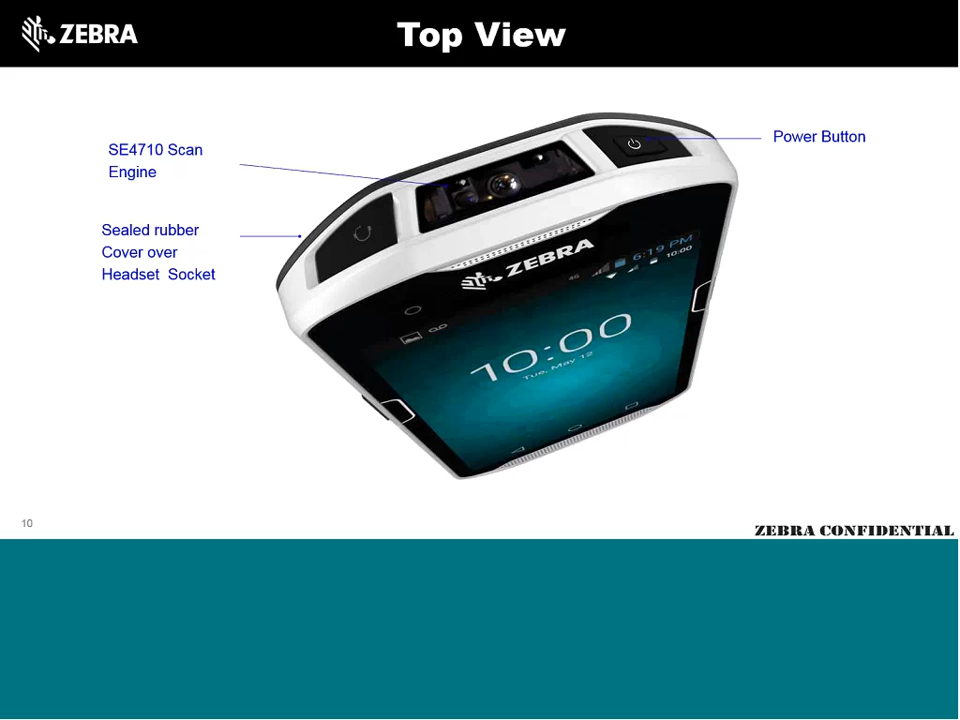 ZEBRA
Top View
SE4710 Scan
Engine
Power Button
Sealed rubber
Cover over
Headset Socket
ZEBRA
4G
6:19 PM
10:00
10:00
Tue, May 12
10
ZEBRA CONFIDENTIAL